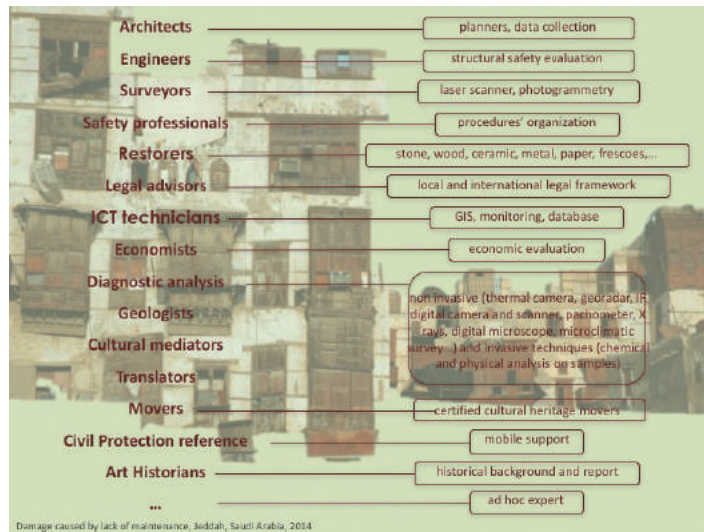 Architects planners, data collection
Engineers structural safety evaluation
Surveyors laser scanner, photogrammetry
Safety professionals procedures' organization
Restorers stone, wood, ceramic, metal, paper, frescoes,...
Legal advisors local and international legal framework
ICT technicians GIS, monitoring, database
Economists economic evaluation
Diagnostic analysis
non invasive (thermal camera, georadar, IR
digital camera and scanner, pachometer, X
rays, digital microscope, microclimatic
survey...) and invasive techniques (chemical
and physical analysis on samples)
Geologists
Cultural mediators
Translators
Movers certified cultural heritage movers
Civil Protection reference mobile support
Art Historians historical background and report
... ad hoc expert
Damage caused by lack of maintenance, Jeddah, Saudi Arabia, 2014